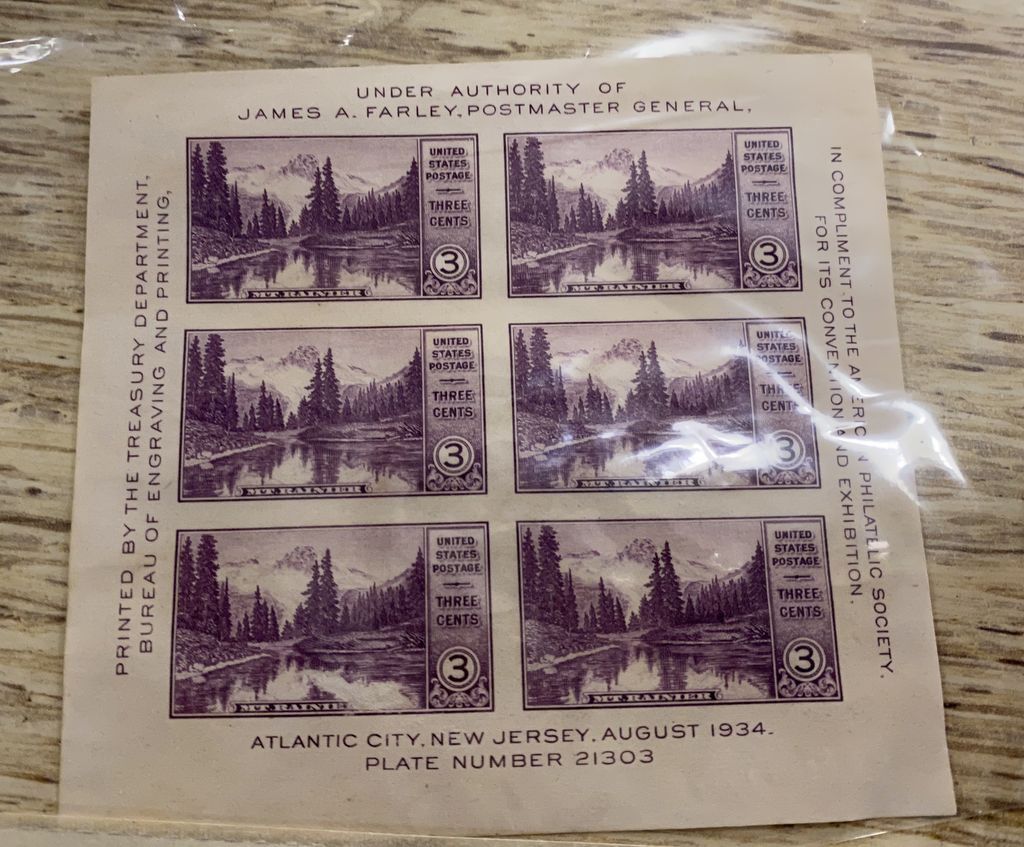 UNDER AUTHORITY OF
JAMES A. FARLEY, POSTMASTER GENERAL,
PRINTED BY THE TREASURY DEPARTMENT,
BUREAU OF ENGRAVING AND PRINTING,
UNITED
STATES
POSTAGE
THREE
CENTS
3
MT. RAINIER
UNITED
STATES
POSTAGE
THREE
CENTS
3
MT. RAINIER
UNITED
STATES
POSTAGE
THREE
CENTS
3
MT. RAINIER
UNITED
STATES
POSTAGE
THREE
CENTS
3
MT. RAINIER
UNITED
STATES
POSTAGE
THREE
CENTS
3
MT. RAINIER
UNITED
STATES
POSTAGE
THREE
CENTS
3
MT. RAINIER
IN COMPLIMENT TO THE AMERICAN PHILATELIC SOCIETY,
FOR ITS CONVENTION AND EXHIBITION,
ATLANTIC CITY, NEW JERSEY, AUGUST 1934.
PLATE NUMBER 21303